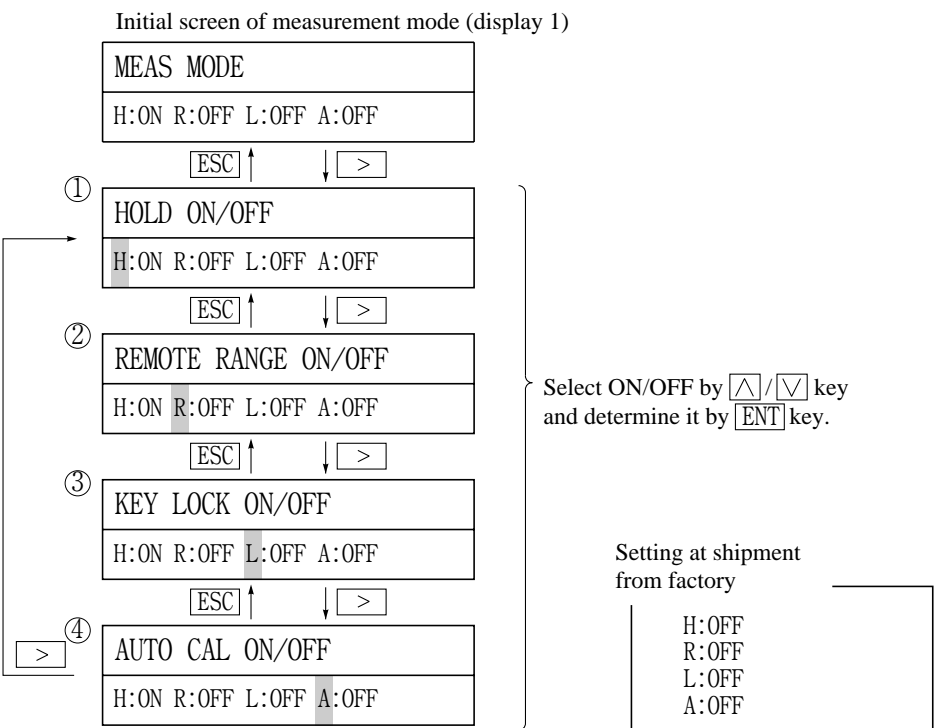 Initial screen of measurement mode (display 1)
MEAS MODE
H:ON R:OFF L:OFF A:OFF
ESC >
①
HOLD ON/OFF
H:ON R:OFF L:OFF A:OFF
ESC >
②
REMOTE RANGE ON/OFF
H:ON R:OFF L:OFF A:OFF
Select ON/OFF by ∧ / ∨ key
and determine it by ENT key.
ESC >
③
KEY LOCK ON/OFF
H:ON R:OFF L:OFF A:OFF
ESC >
④
>
AUTO CAL ON/OFF
H:ON R:OFF L:OFF A:OFF
Setting at shipment
from factory
H:OFF
R:OFF
L:OFF
A:OFF